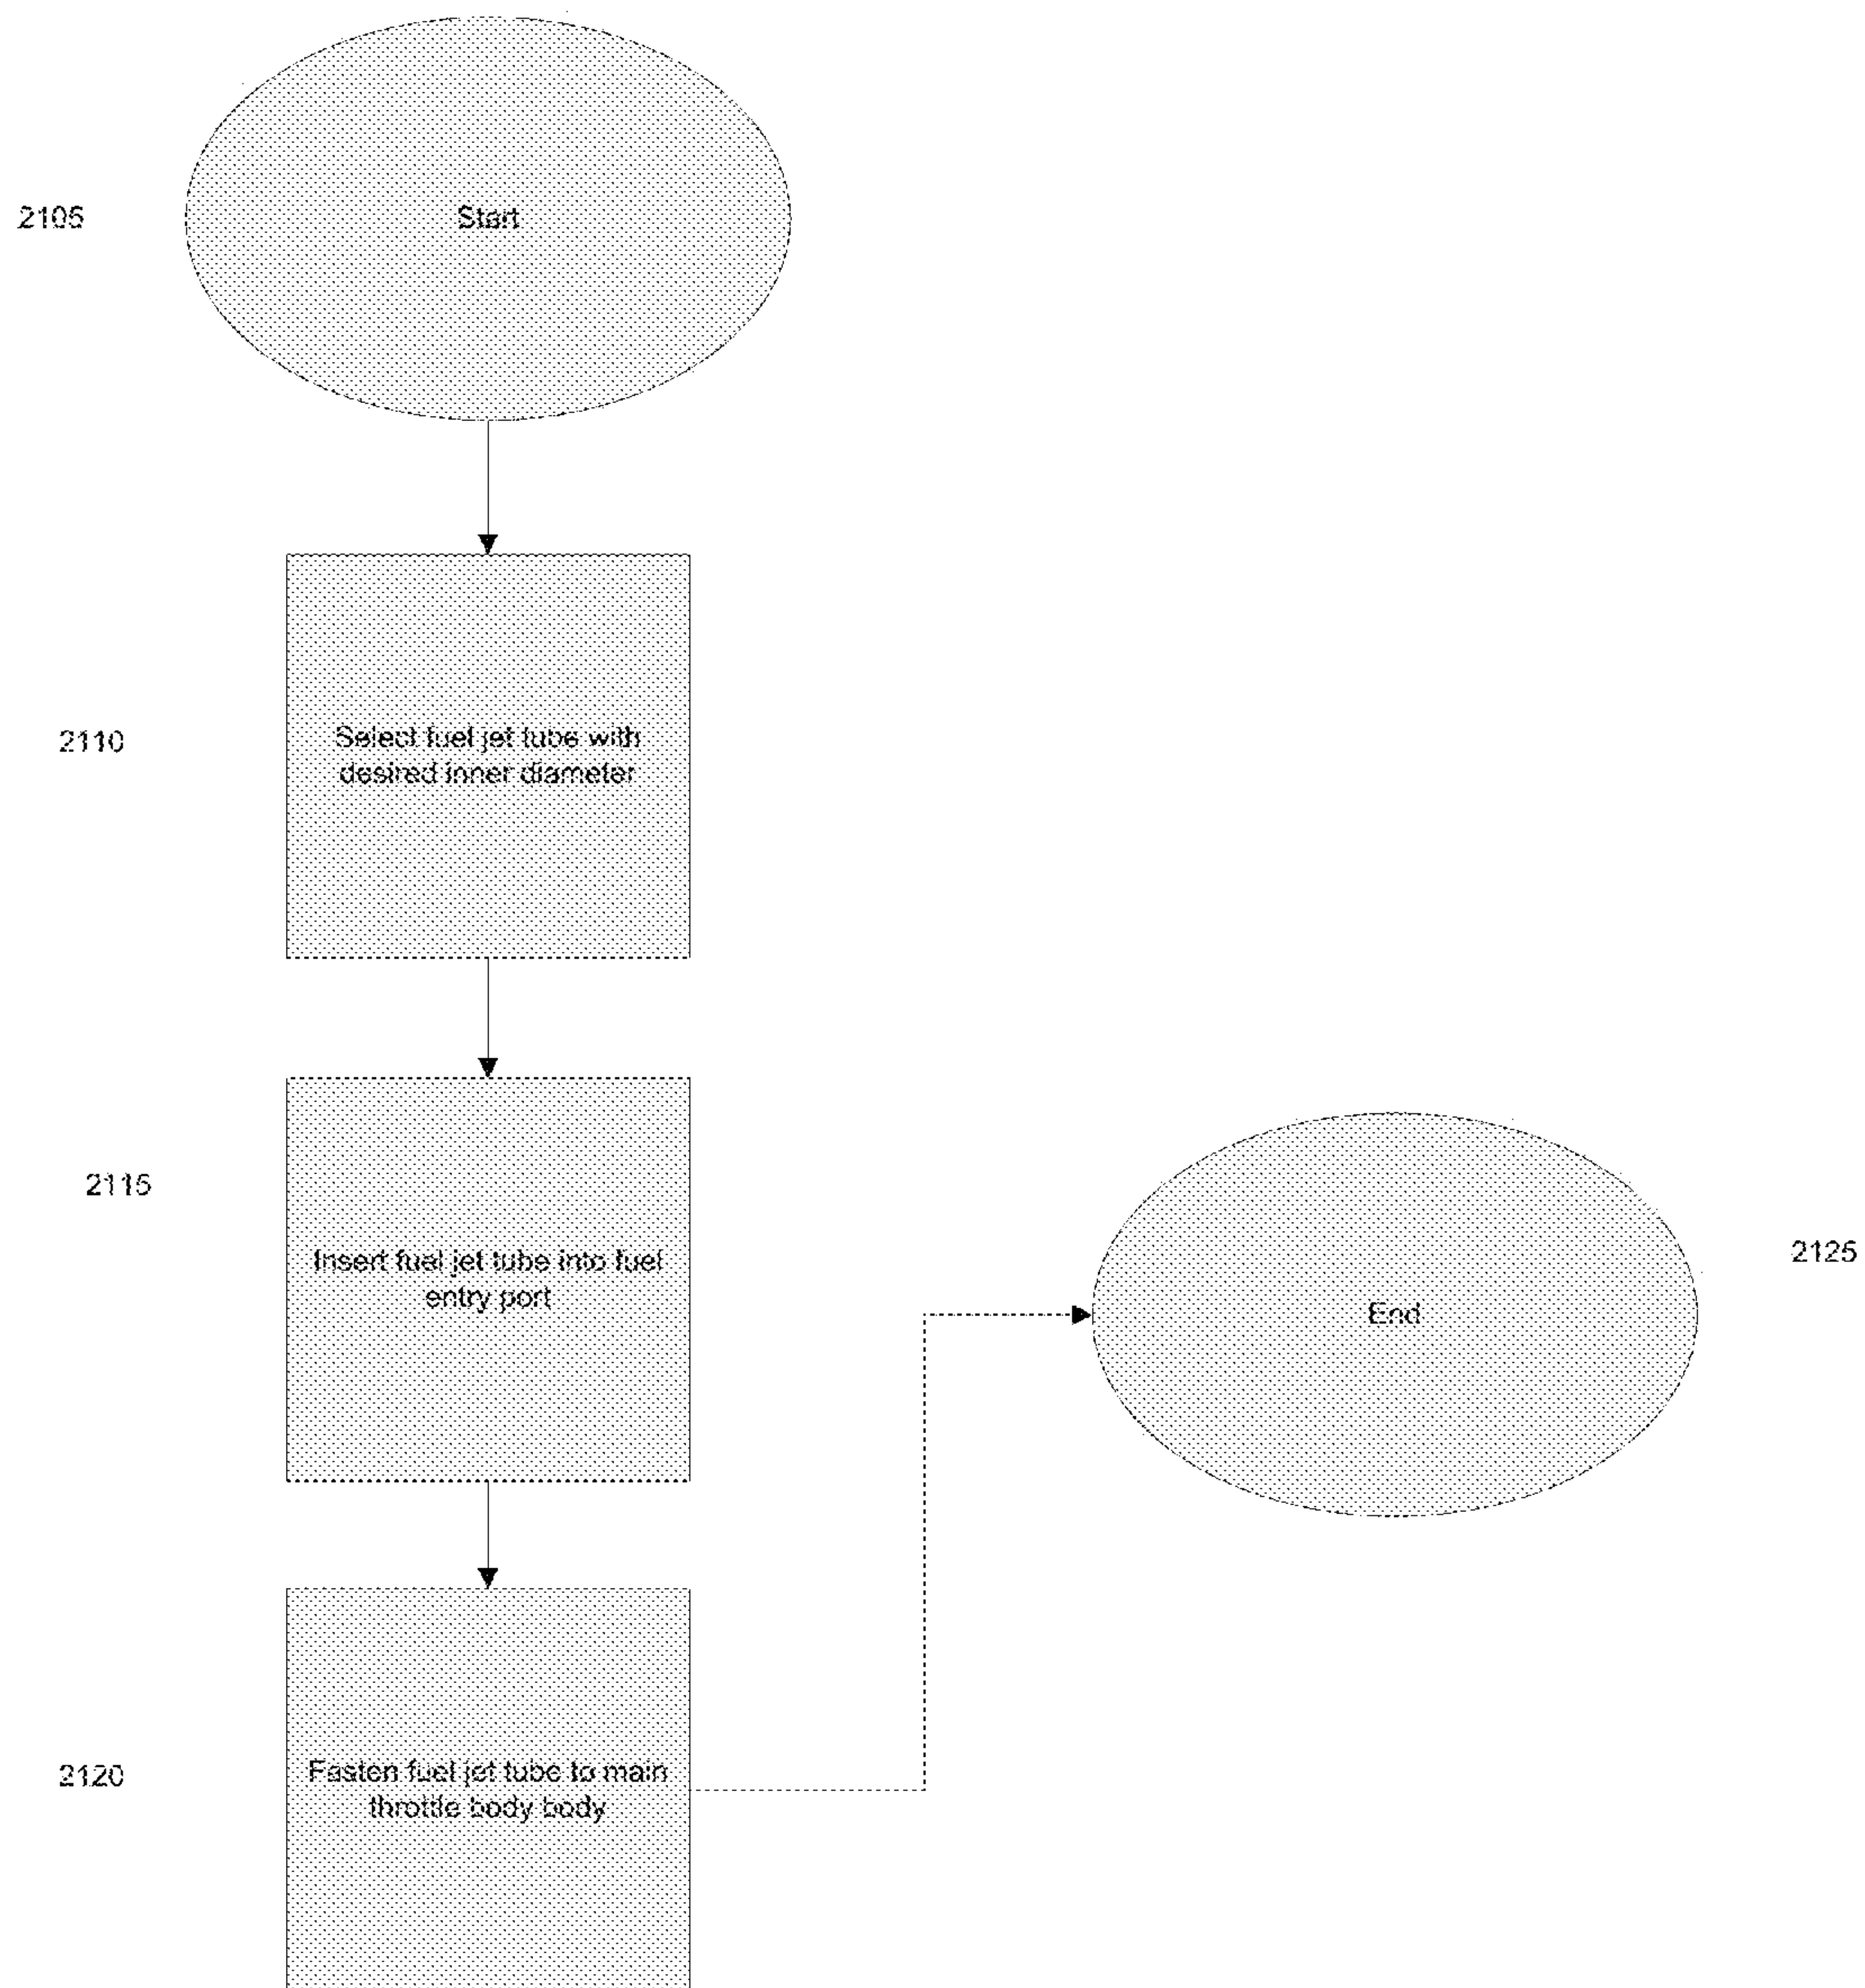 2105
Start
2110
Select fuel jet tube with
desired inner diameter
2115
Insert fuel jet tube into fuel
entry port
2125
End
2120
Fasten fuel jet tube to main
throttle body body